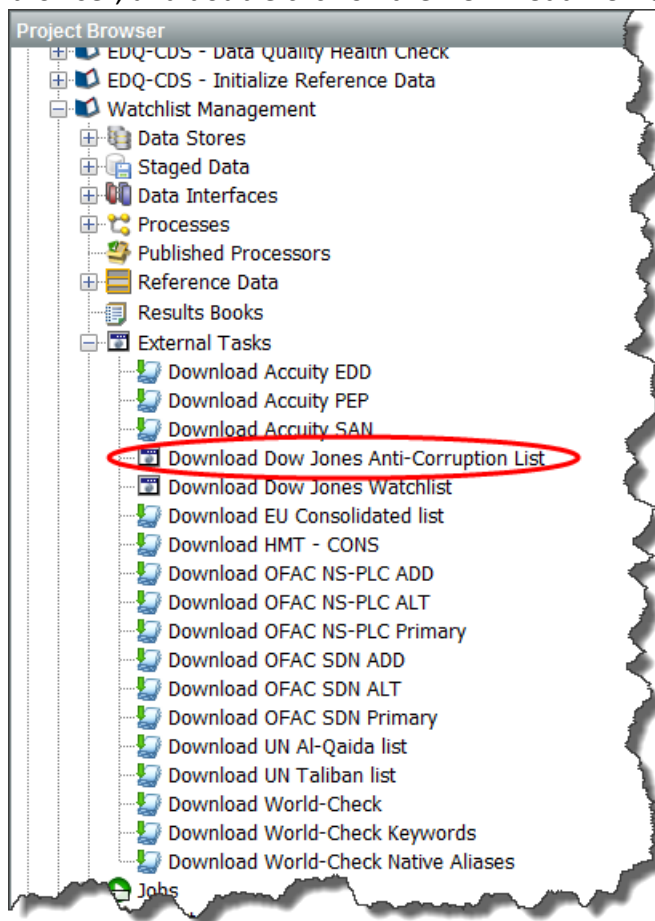 Project Browser
EDQ-CDS - Data Quality Health Check
EDQ-CDS - Initialize Reference Data
Watchlist Management
Data Stores
Staged Data
Data Interfaces
Processes
Published Processors
Reference Data
Results Books
External Tasks
Download Accuity EDD
Download Accuity PEP
Download Accuity SAN
Download Dow Jones Anti-Corruption List
Download Dow Jones Watchlist
Download EU Consolidated list
Download HMT - CONS
Download OFAC NS-PLC ADD
Download OFAC NS-PLC ALT
Download OFAC NS-PLC Primary
Download OFAC SDN ADD
Download OFAC SDN ALT
Download OFAC SDN Primary
Download UN Al-Qaida list
Download UN Taliban list
Download World-Check
Download World-Check Keywords
Download World-Check Native Aliases
Jobs